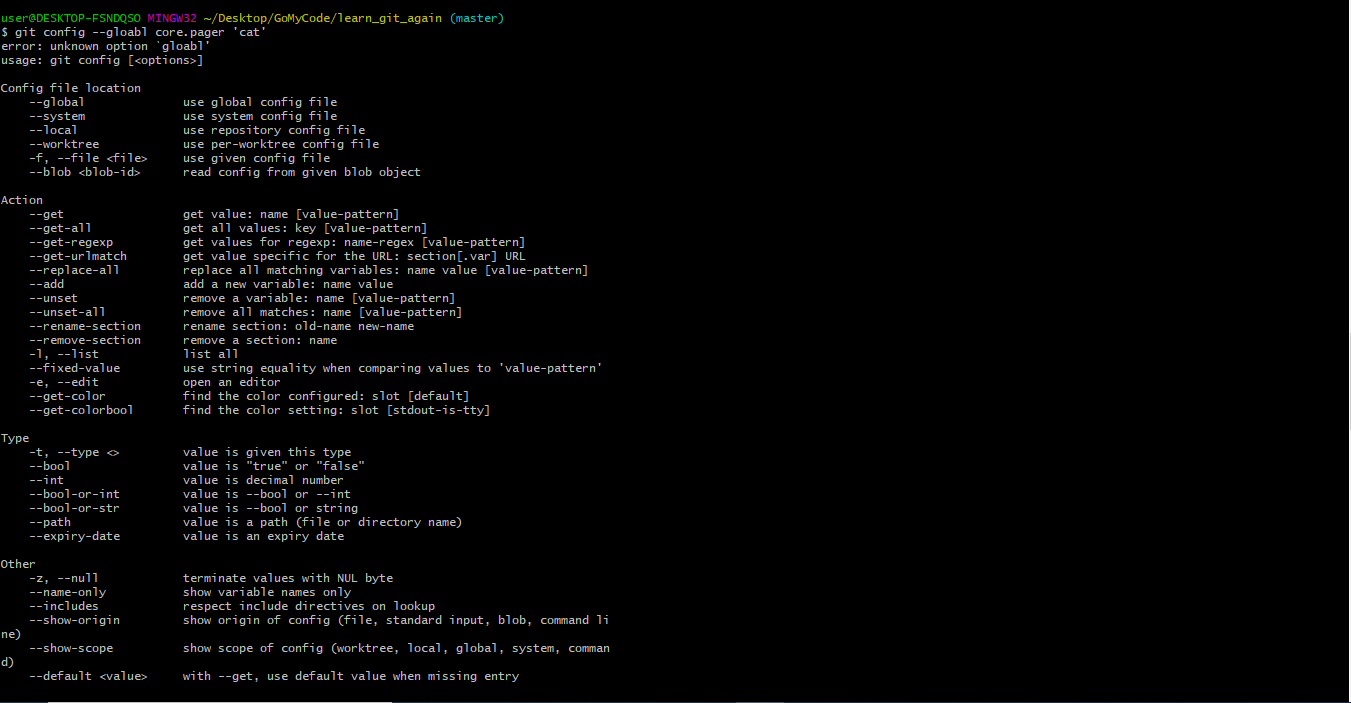 user@DESKTOP-FSNDQSO MINGW32 ~/Desktop/GoMyCode/learn_git_again (master)
$ git config --gloabl core.pager 'cat'
error: unknown option `gloabl'
usage: git config [<options>]

Config file location
    --global              use global config file
    --system              use system config file
    --local               use repository config file
    --worktree            use per-worktree config file
    -f, --file <file>     use given config file
    --blob <blob-id>      read config from given blob object

Action
    --get                 get value: name [value-pattern]
    --get-all             get all values: key [value-pattern]
    --get-regexp          get values for regexp: name-regex [value-pattern]
    --get-urlmatch        get value specific for the URL: section[.var] URL
    --replace-all         replace all matching variables: name value [value-pattern]
    --add                 add a new variable: name value
    --unset               remove a variable: name [value-pattern]
    --unset-all           remove all matches: name [value-pattern]
    --rename-section      rename section: old-name new-name
    --remove-section      remove a section: name
    -l, --list            list all
    --fixed-value         use string equality when comparing values to 'value-pattern'
    -e, --edit            open an editor
    --get-color           find the color configured: slot [default]
    --get-colorbool       find the color setting: slot [stdout-is-tty]

Type
    -t, --type <>         value is given this type
    --bool                value is "true" or "false"
    --int                 value is decimal number
    --bool-or-int         value is --bool or --int
    --bool-or-str         value is --bool or string
    --path                value is a path (file or directory name)
    --expiry-date         value is an expiry date

Other
    -z, --null            terminate values with NUL byte
    --name-only           show variable names only
    --includes            respect include directives on lookup
    --show-origin         show origin of config (file, standard input, blob, command li
ne)
    --show-scope          show scope of config (worktree, local, global, system, comman
d)
    --default <value>     with --get, use default value when missing entry